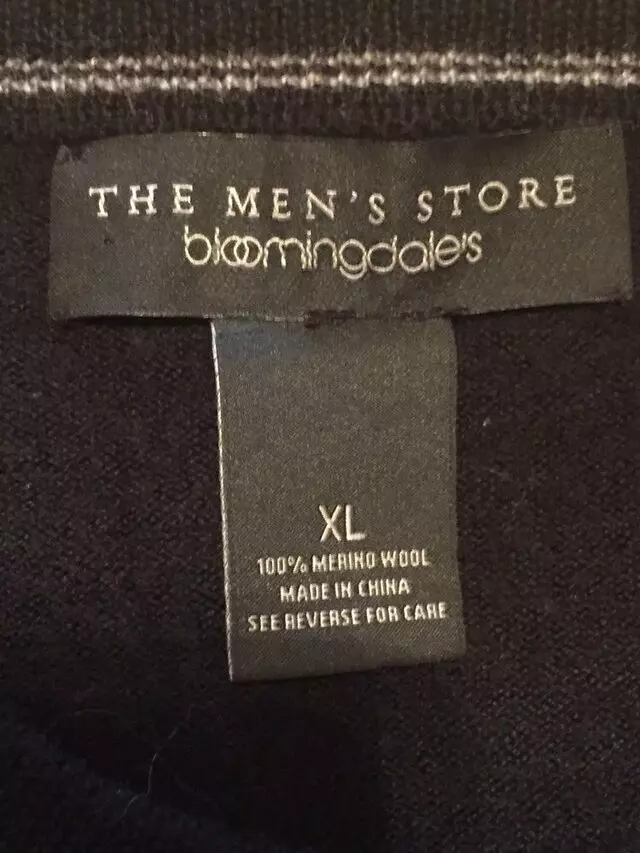 THE MEN'S STORE
bloomingdale's
XL
100% MERINO WOOL
MADE IN CHINA
SEE REVERSE FOR CARE